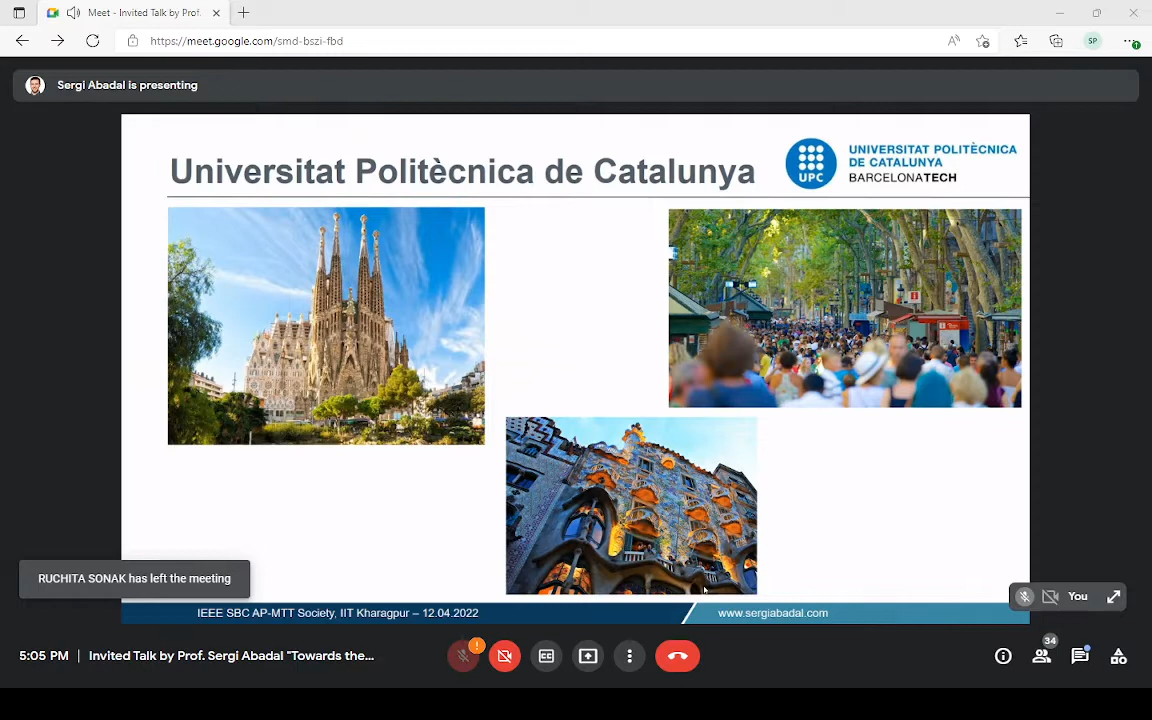 Meet - Invited Talk by Prof.
https://meet.google.com/smd-bszi-fbd
SP
Sergi Abadal is presenting
Universitat Politècnica de Catalunya
UPC
UNIVERSITAT POLITÈCNICA
DE CATALUNYA
BARCELONATECH
RUCHITA SONAK has left the meeting
You
IEEE SBC AP-MTT Society, IIT Kharagpur – 12.04.2022
www.sergiabadal.com
34
5:05 PM | Invited Talk by Prof. Sergi Abadal "Towards the...
CC